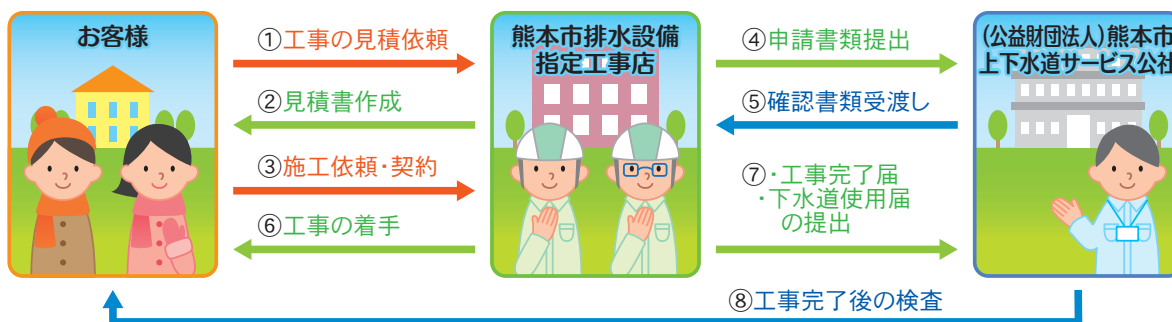 お客様
①工事の見積依頼
②見積書作成
③施工依頼・契約
⑥工事の着手
熊本市排水設備
指定工事店
④申請書類提出
⑤確認書類受渡し
⑦・工事完了届
・下水道使用届
の提出
(公益財団法人)熊本市
上下水道サービス公社
⑧工事完了後の検査